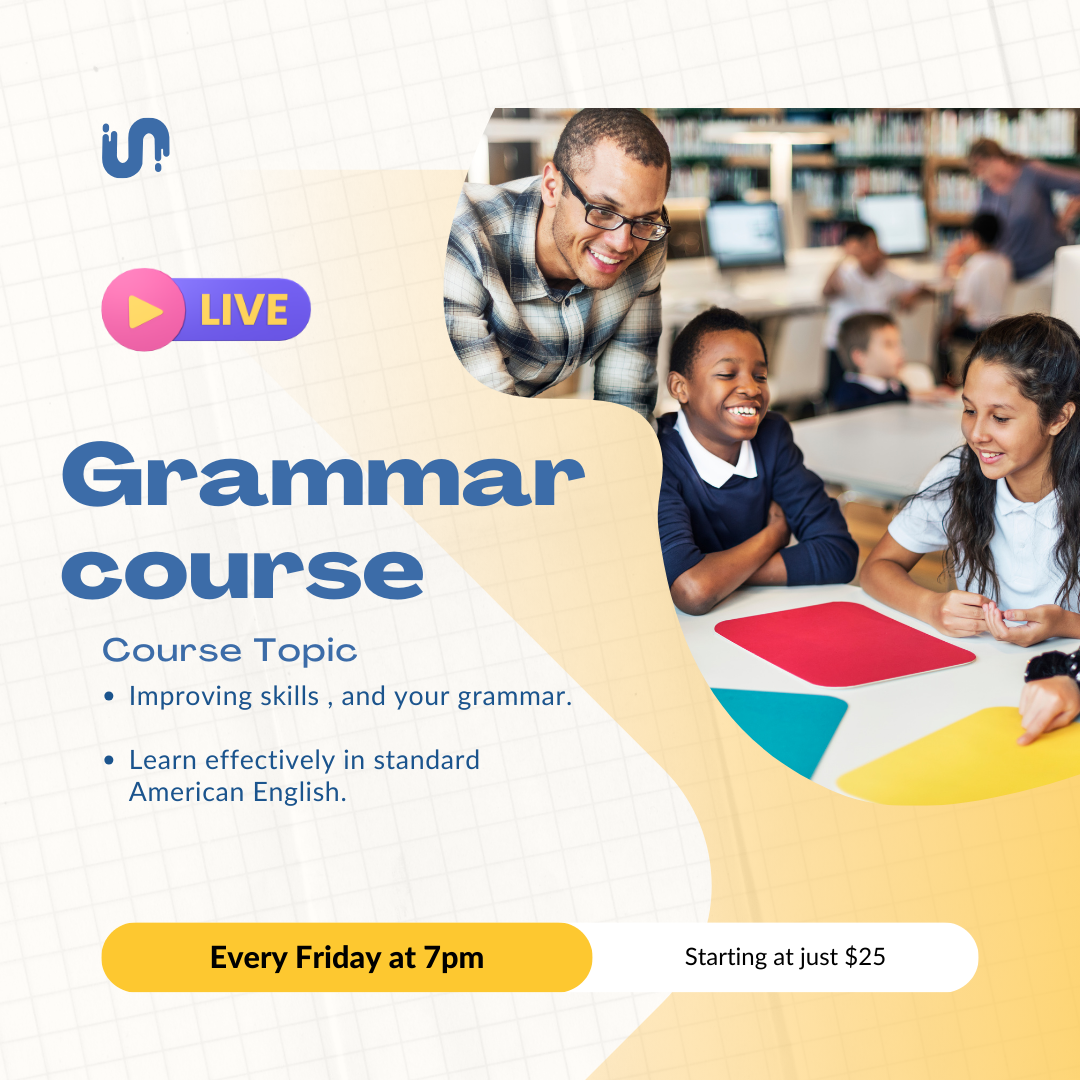 LIVE
Grammar
course
Course Topic
• Improving skills , and your grammar.
• Learn effectively in standard
American English.
Every Friday at 7pm
Starting at just $25